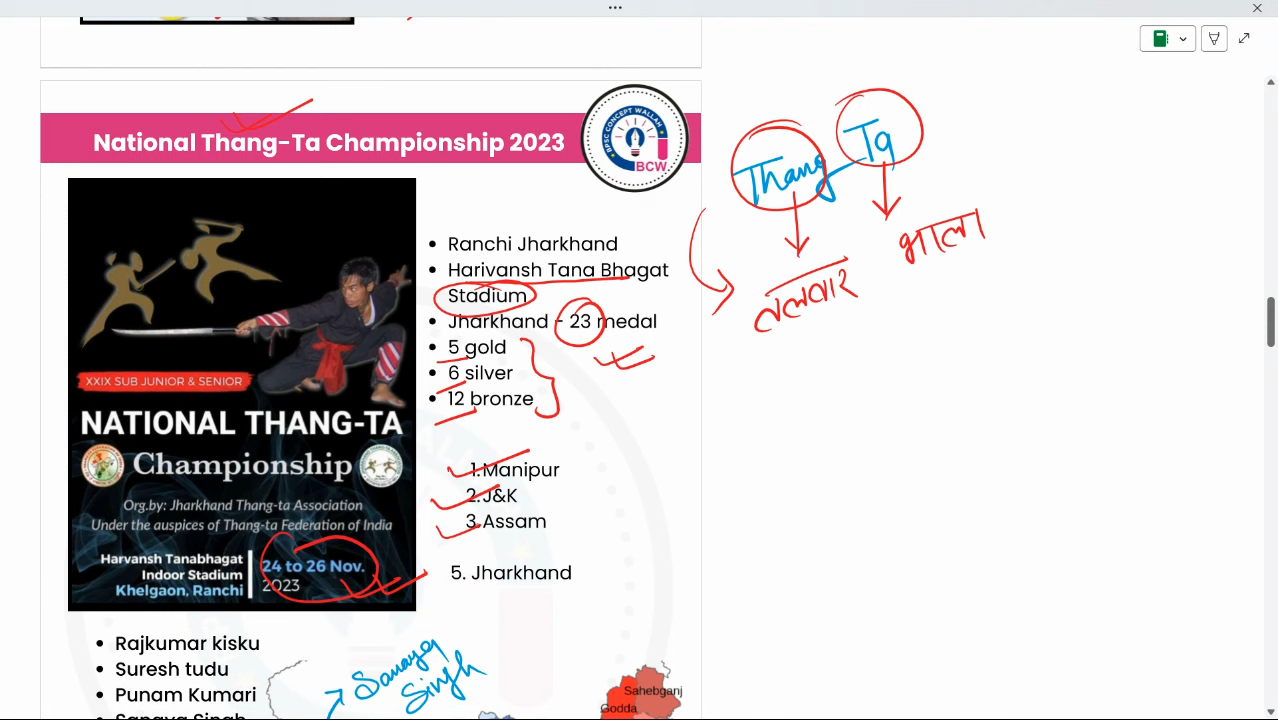 National Thang-Ta Championship 2023
BPSC CONCEPT WALLAH
BCW
Thang-Ta
तलवार
भाला
Ranchi Jharkhand
Harivansh Tana Bhagat
Stadium
Jharkhand - 23 medal
5 gold
6 silver
12 bronze
1.Manipur
2.J&K
3.Assam
5. Jharkhand
XXIX SUB JUNIOR & SENIOR
NATIONAL THANG-TA
Championship
Org.by: Jharkhand Thang-ta Association
Under the auspices of Thang-ta Federation of India
Harvansh Tanabhagat
Indoor Stadium
Khelgaon, Ranchi
24 to 26 Nov.
2023
Rajkumar kisku
Suresh tudu
Punam Kumari
Sanaya Singh
Sanaya
Singh
Sahebganj
Godda